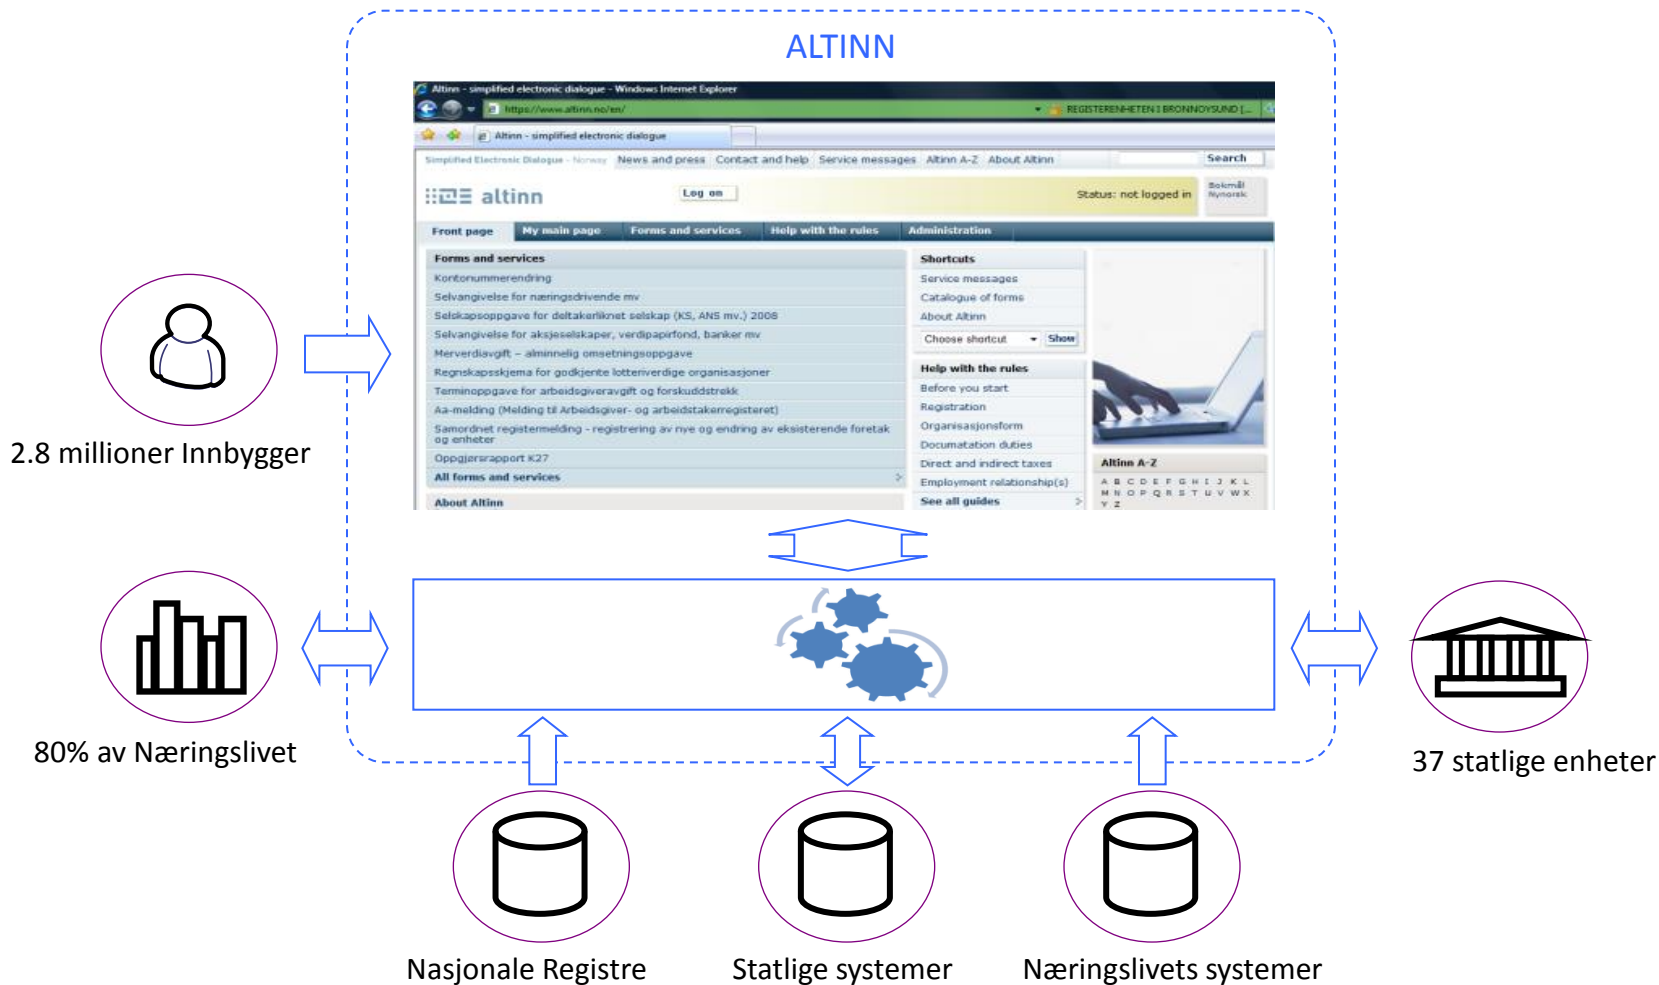 ALTINN
Altinn - simplified electronic dialogue - Windows Internet Explorer
https://www.altinn.no/en/
REGISTERENHETEN I BRONNOYSUND [...
Altinn - simplified electronic dialogue
Simplified Electronic Dialogue - Norway News and press Contact and help Service messages Altinn A-Z About Altinn Search
altinn Log on Status: not logged in Bokmål
Nynorsk
Front page My main page Forms and services Help with the rules Administration
Forms and services
Kontonummerendring
Selvangivelse for næringsdrivende mv
Selskapsoppgave for deltakerliknet selskap (KS, ANS mv.) 2008
Selvangivelse for aksjeselskaper, verdipapirfond, banker mv
Merverdiavgift – alminnelig omsetningsoppgave
Regnskapsskjema for godkjente lotteriverdige organisasjoner
Terminoppgave for arbeidsgiveravgift og forskuddstrekk
Aa-melding (Melding til Arbeidsgiver- og arbeidstakerregisteret)
Samordnet registermelding - registrering av nye og endring av eksisterende foretak
og enheter
Oppgjørsrapport K27
All forms and services >
About Altinn
Shortcuts
Service messages
Catalogue of forms
About Altinn
Choose shortcut Show
Help with the rules
Before you start
Registration
Organisasjonsform
Documatation duties
Direct and indirect taxes
Employment relationship(s)
See all guides >
Altinn A-Z
A B C D E F G H I J K L
M N O P Q R S T U V W X
Y Z
2.8 millioner Innbygger
80% av Næringslivet
37 statlige enheter
Nasjonale Registre
Statlige systemer
Næringslivets systemer